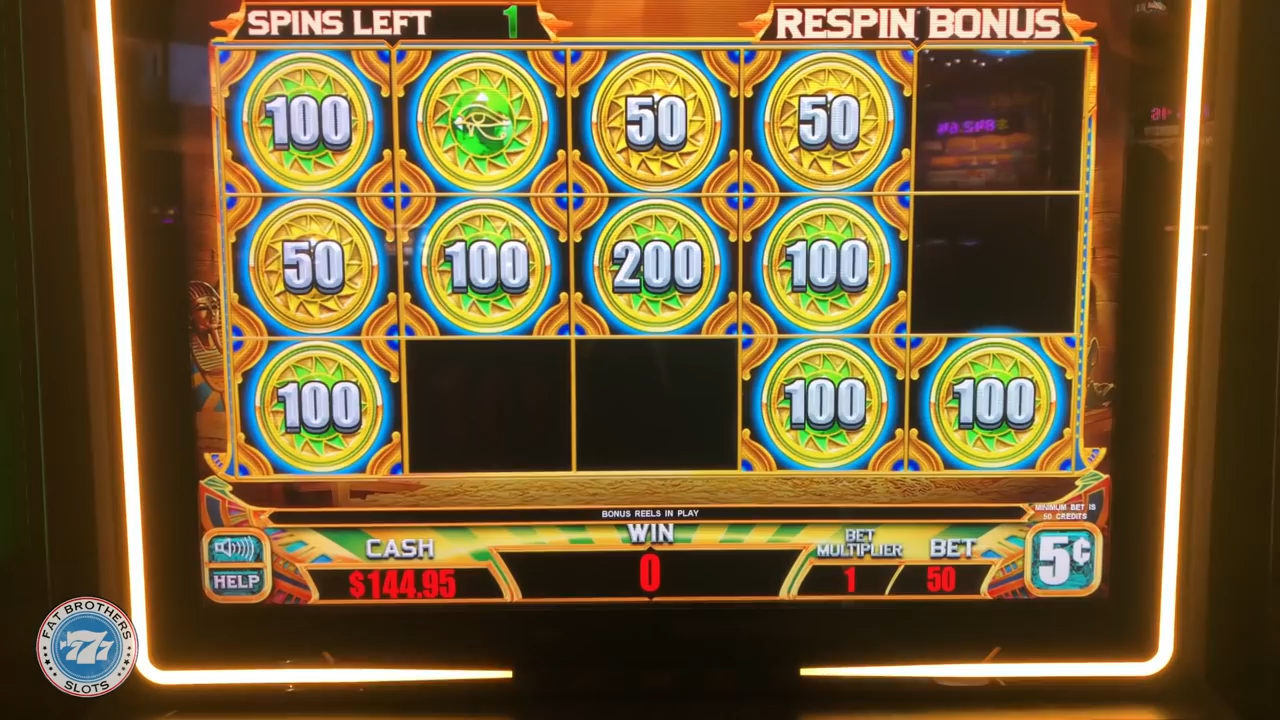 SPINS LEFT 1 RESPIN BONUS
100 50 50
50 100 200 100
100 100 100
BONUS REELS IN PLAY
MINIMUM BET IS
50 CREDITS
CASH WIN BET MULTIPLIER BET
$144.95 0 1 50
5¢
HELP
FAT BROTHERS
777
SLOTS